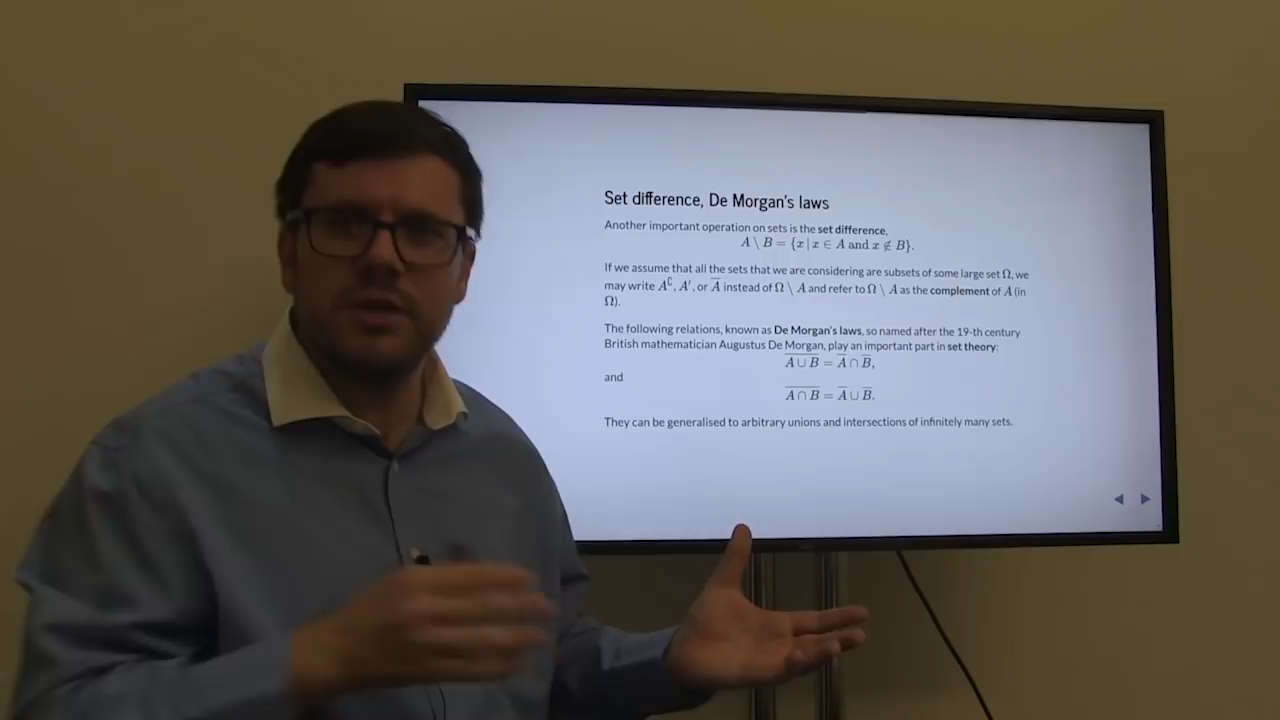 Set difference, De Morgan's laws
Another important operation on sets is the set difference,
A \ B = {x | x ∈ A and x ∉ B}.
If we assume that all the sets that we are considering are subsets of some large set Ω, we
may write A∁, A′, or A̅ instead of Ω \ A and refer to Ω \ A as the complement of A (in
Ω).
The following relations, known as De Morgan's laws, so named after the 19-th century
British mathematician Augustus De Morgan, play an important part in set theory:
A̅ ̅∪̅ ̅B̅ = A̅ ∩ B̅,
and
A̅ ̅∩̅ ̅B̅ = A̅ ∪ B̅.
They can be generalised to arbitrary unions and intersections of infinitely many sets.